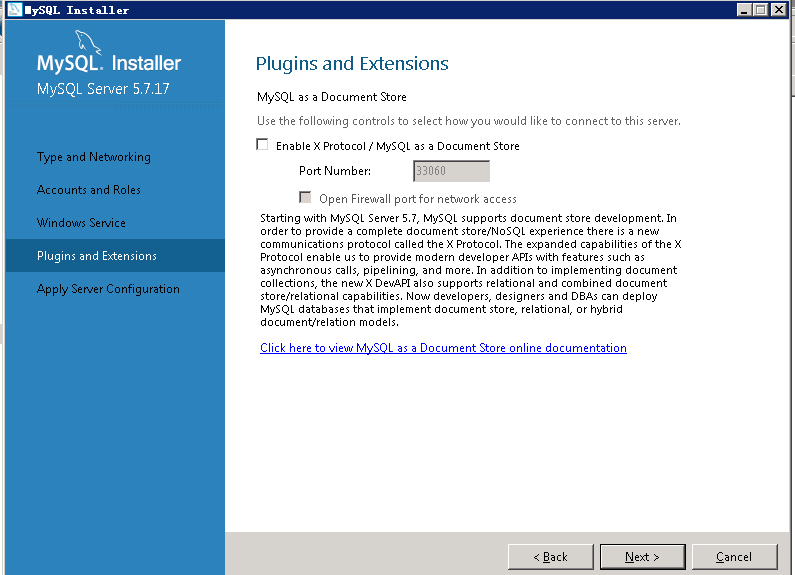 MySQL Installer
MySQL. Installer
MySQL Server 5.7.17
Type and Networking
Accounts and Roles
Windows Service
Plugins and Extensions
Apply Server Configuration
Plugins and Extensions
MySQL as a Document Store
Use the following controls to select how you would like to connect to this server.
Enable X Protocol / MySQL as a Document Store
Port Number:
33060
Open Firewall port for network access
Starting with MySQL Server 5.7, MySQL supports document store development. In
order to provide a complete document store/NoSQL experience there is a new
communications protocol called the X Protocol. The expanded capabilities of the X
Protocol enable us to provide modern developer APIs with features such as
asynchronous calls, pipelining, and more. In addition to implementing document
collections, the new X DevAPI also supports relational and combined document
store/relational capabilities. Now developers, designers and DBAs can deploy
MySQL databases that implement document store, relational, or hybrid
document/relation models.
Click here to view MySQL as a Document Store online documentation
< Back
Next >
Cancel